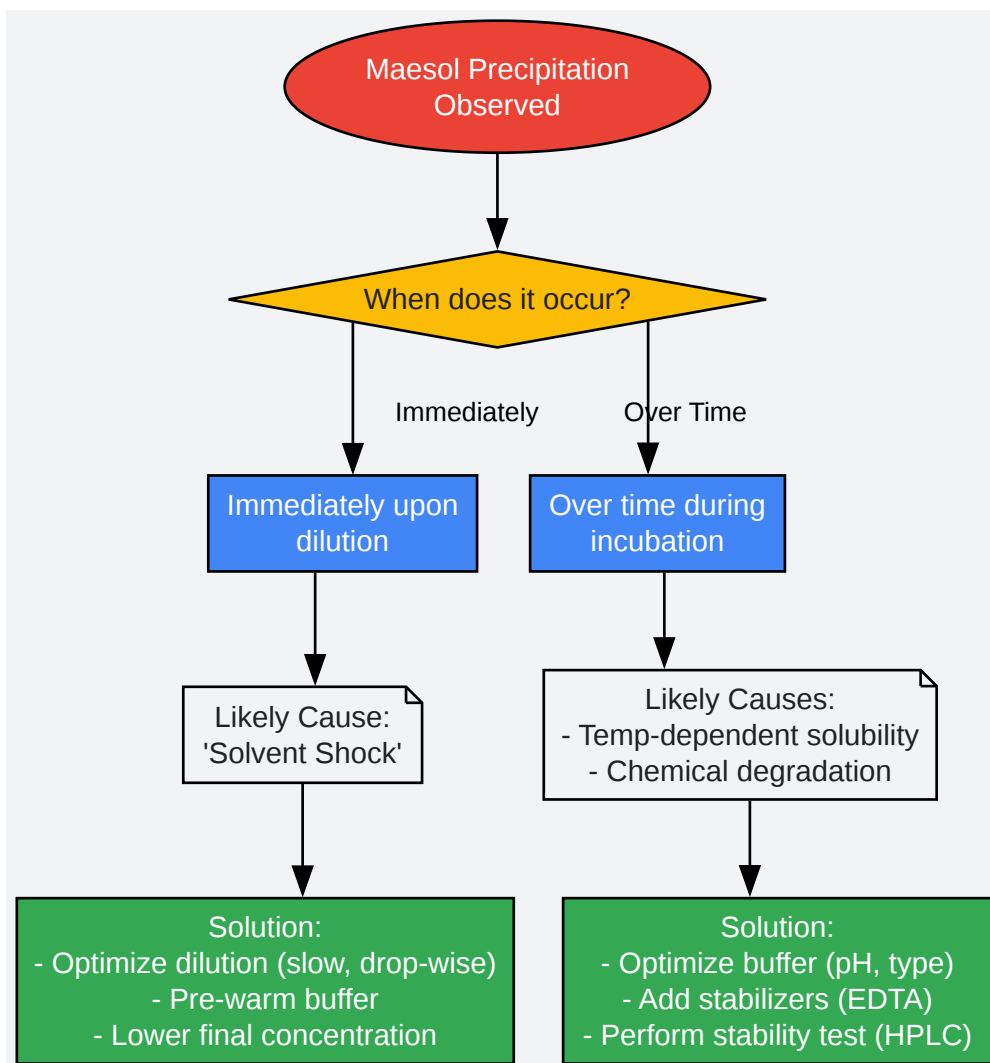 Maesol Precipitation
Observed
When does it occur?
Immediately
Over Time
Immediately upon
dilution
Over time during
incubation
Likely Cause:
'Solvent Shock'
Likely Causes:
- Temp-dependent solubility
- Chemical degradation
Solution:
- Optimize dilution (slow, drop-wise)
- Pre-warm buffer
- Lower final concentration
Solution:
- Optimize buffer (pH, type)
- Add stabilizers (EDTA)
- Perform stability test (HPLC)